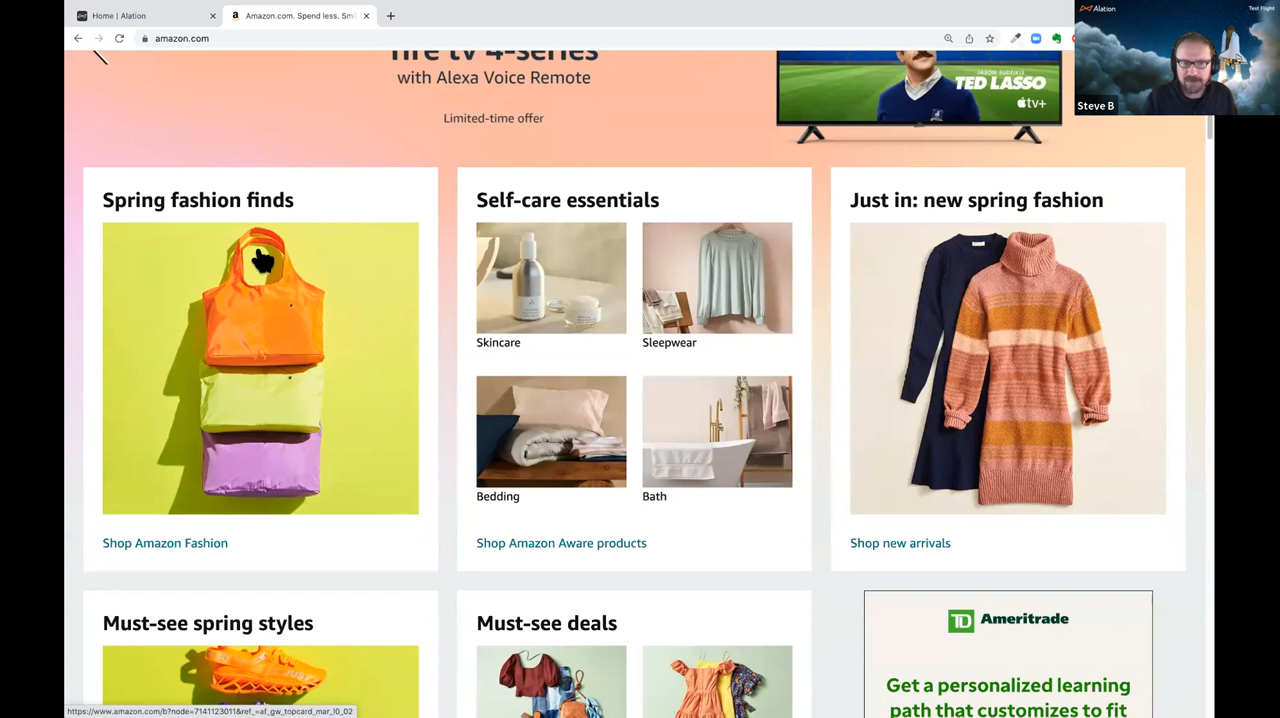 Home | Alation
Amazon.com. Spend less. Sm
amazon.com
Alation
Test Flight
Steve B
fire tv 4-series
with Alexa Voice Remote
Limited-time offer
JASON SUDEIKIS
TED LASSO
tv+
Spring fashion finds
Shop Amazon Fashion
Self-care essentials
Skincare
Sleepwear
Bedding
Bath
Shop Amazon Aware products
Just in: new spring fashion
Shop new arrivals
Must-see spring styles
JUST
Must-see deals
TD Ameritrade
Get a personalized learning
path that customizes to fit
https://www.amazon.com/b?node=7141123011&ref_=af_gw_topcard_mar_l0_02